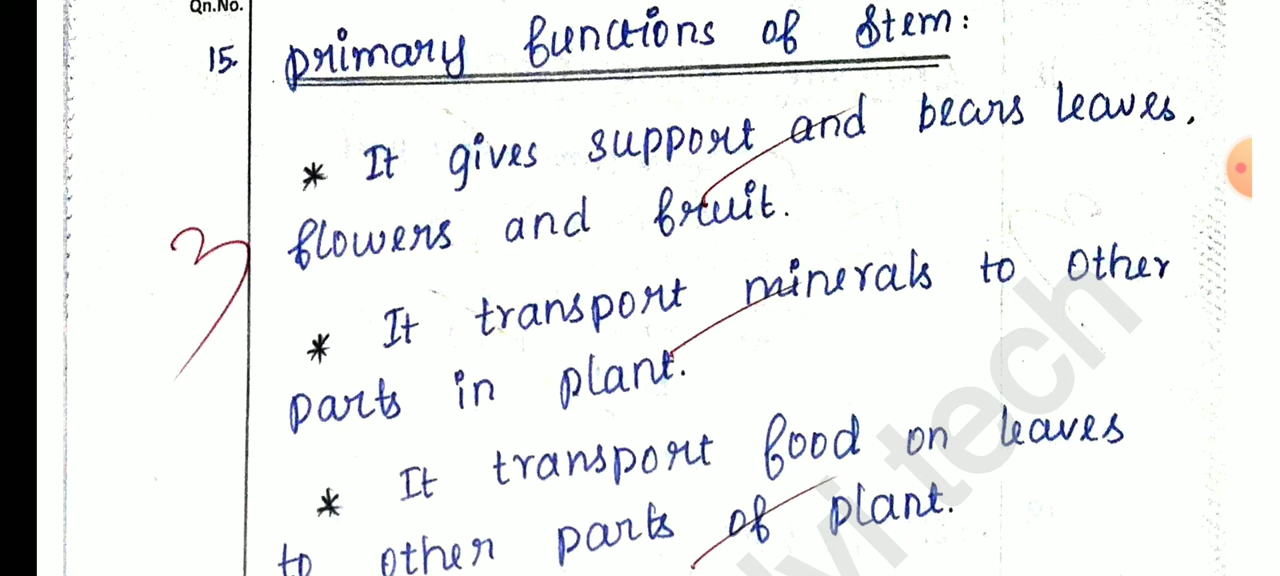 Qn.No.
15. primary functions of stem:
* It gives support and bears leaves.
flowers and fruit.
3
* It transport minerals to other
parts in plant.
* It transport food on leaves
to other parts of plant.
tech